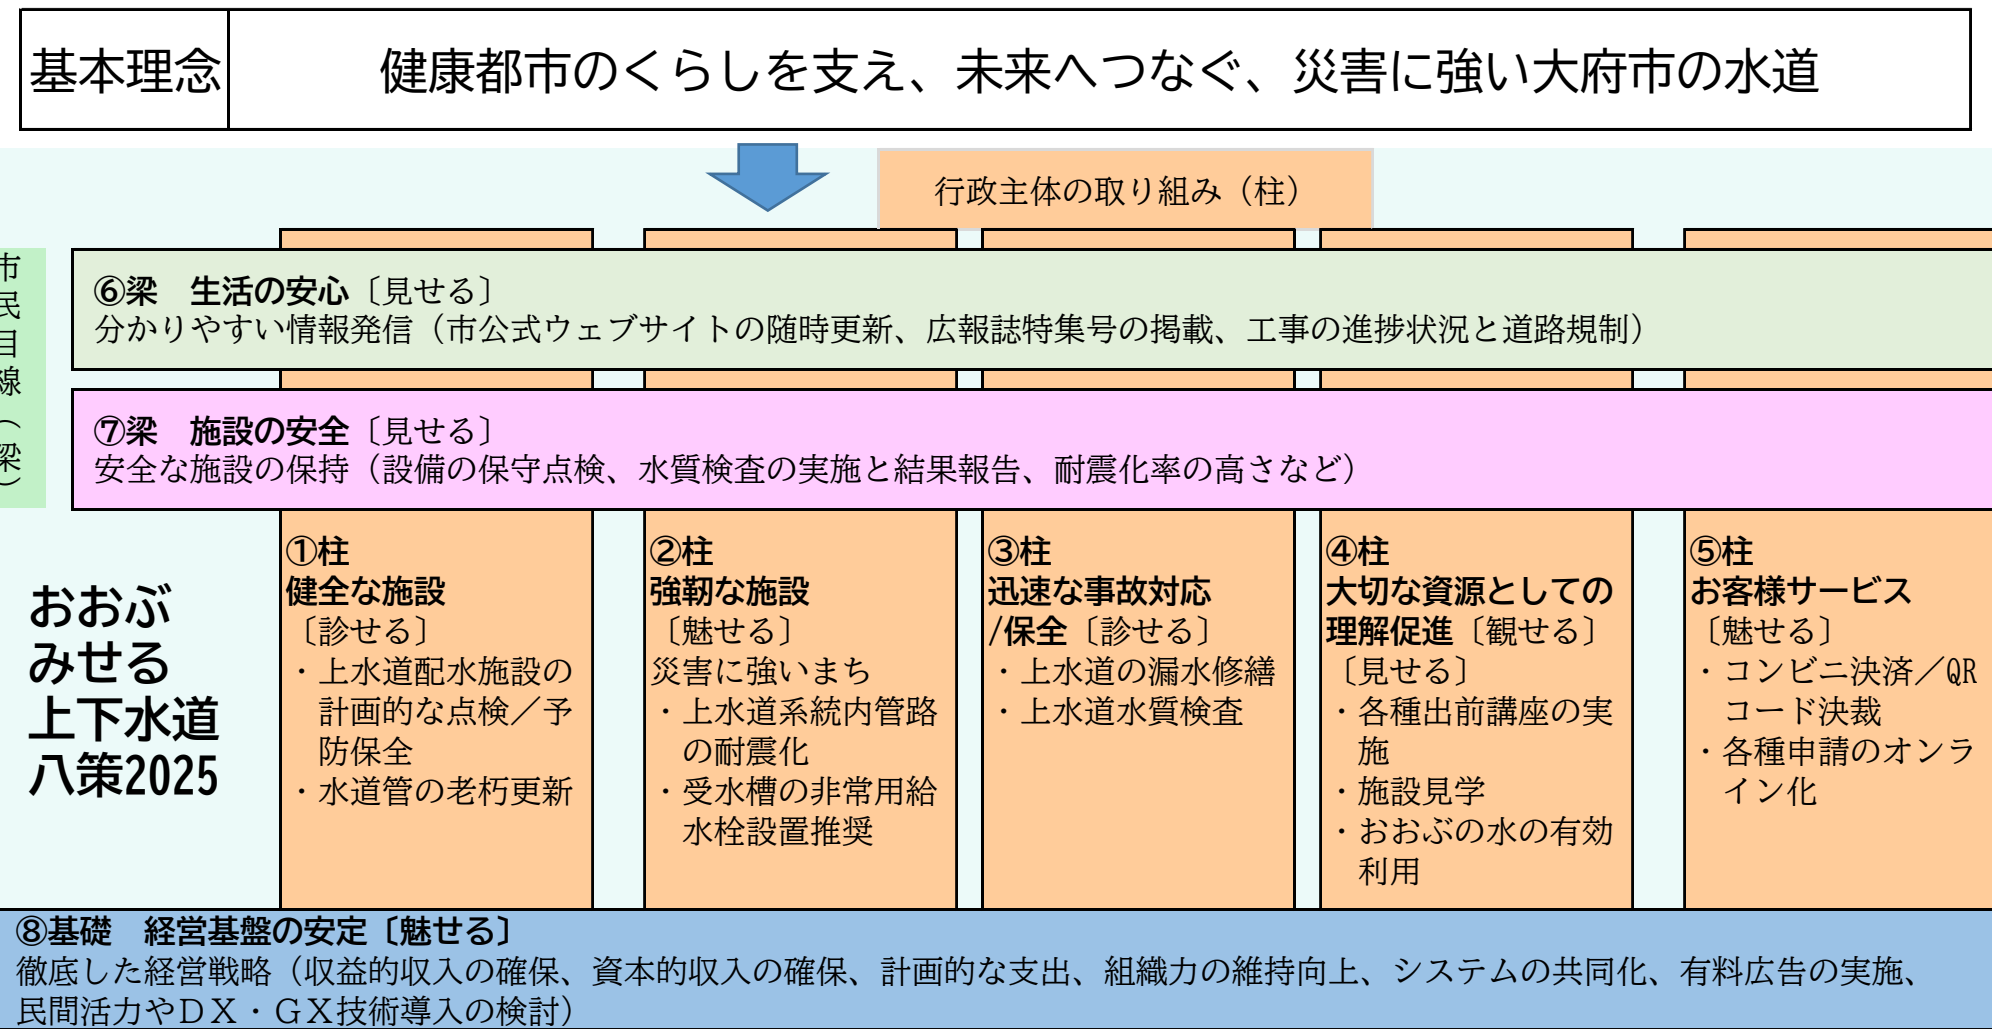 基本理念
健康都市のくらしを支え、未来へつなぐ、災害に強い大府市の水道
行政主体の取り組み（柱）
市民目線（梁）
⑥梁　生活の安心〔見せる〕
分かりやすい情報発信（市公式ウェブサイトの随時更新、広報誌特集号の掲載、工事の進捗状況と道路規制）
⑦梁　施設の安全〔見せる〕
安全な施設の保持（設備の保守点検、水質検査の実施と結果報告、耐震化率の高さなど）
おおぶ
みせる
上下水道
八策2025
①柱
健全な施設
〔診せる〕
・上水道配水施設の
計画的な点検／予
防保全
・水道管の老朽更新
②柱
強靭な施設
〔魅せる〕
災害に強いまち
・上水道系統内管路
の耐震化
・受水槽の非常用給
水栓設置推奨
③柱
迅速な事故対応
/保全〔診せる〕
・上水道の漏水修繕
・上水道水質検査
④柱
大切な資源としての
理解促進〔観せる〕
〔見せる〕
・各種出前講座の実
施
・施設見学
・おおぶの水の有効
利用
⑤柱
お客様サービス
〔魅せる〕
・コンビニ決済／QR
コード決裁
・各種申請のオンラ
イン化
⑧基礎　経営基盤の安定〔魅せる〕
徹底した経営戦略（収益的収入の確保、資本的収入の確保、計画的な支出、組織力の維持向上、システムの共同化、有料広告の実施、
民間活力やＤＸ・ＧＸ技術導入の検討）